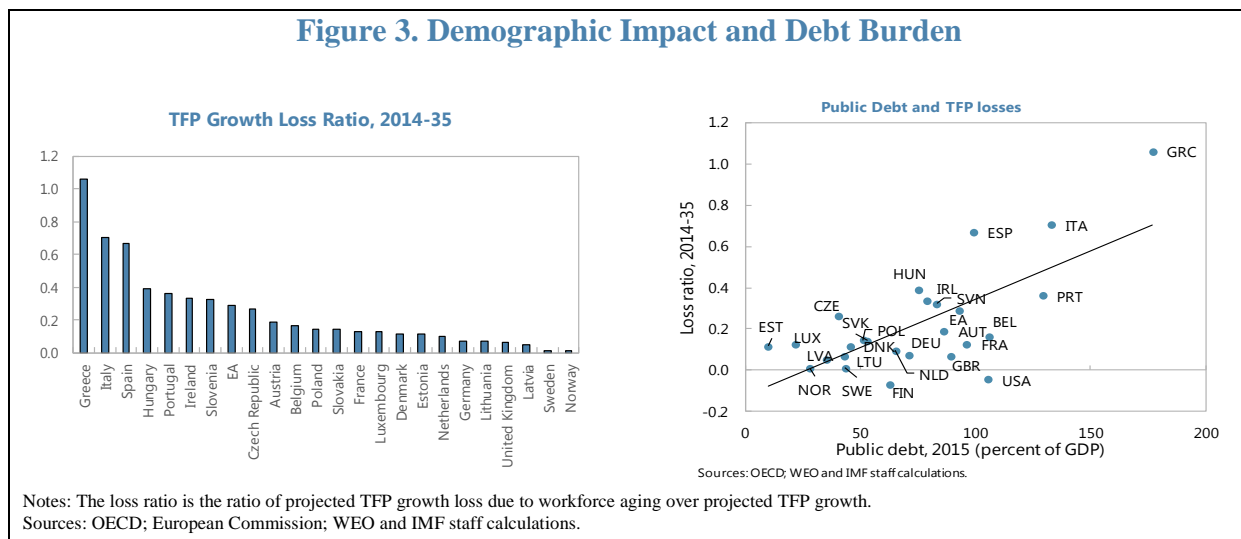 Figure 3. Demographic Impact and Debt Burden
TFP Growth Loss Ratio, 2014-35
1.2
1.0
0.8
0.6
0.4
0.2
0.0
Greece
Italy
Spain
Hungary
Portugal
Ireland
Slovenia
EA
Czech Republic
Austria
Belgium
Poland
Slovakia
France
Luxembourg
Denmark
Estonia
Netherlands
Germany
Lithuania
United Kingdom
Latvia
Sweden
Norway
Public Debt and TFP losses
Loss ratio, 2014-35
1.2
1.0
0.8
0.6
0.4
0.2
0.0
-0.2
GRC
ITA
ESP
HUN
IRL
SVN
PRT
CZE
EA
BEL
SVK
POL
AUT
EST
LUX
DNK
DEU
FRA
LVA
LTU
NLD
GBR
NOR
SWE
FIN
USA
0 50 100 150 200
Public debt, 2015 (percent of GDP)
Sources: OECD; WEO and IMF staff calculations.
Notes: The loss ratio is the ratio of projected TFP growth loss due to workforce aging over projected TFP growth.
Sources: OECD; European Commission; WEO and IMF staff calculations.